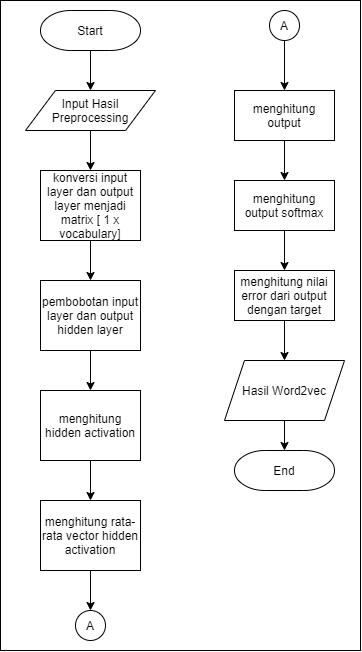 Start
Input Hasil
Preprocessing
konversi input
layer dan output
layer menjadi
matrix [ 1 x
vocabulary]
pembobotan input
layer dan output
hidden layer
menghitung
hidden activation
menghitung rata-
rata vector hidden
activation
A
A
menghitung
output
menghitung
output softmax
menghitung nilai
error dari output
dengan target
Hasil Word2vec
End